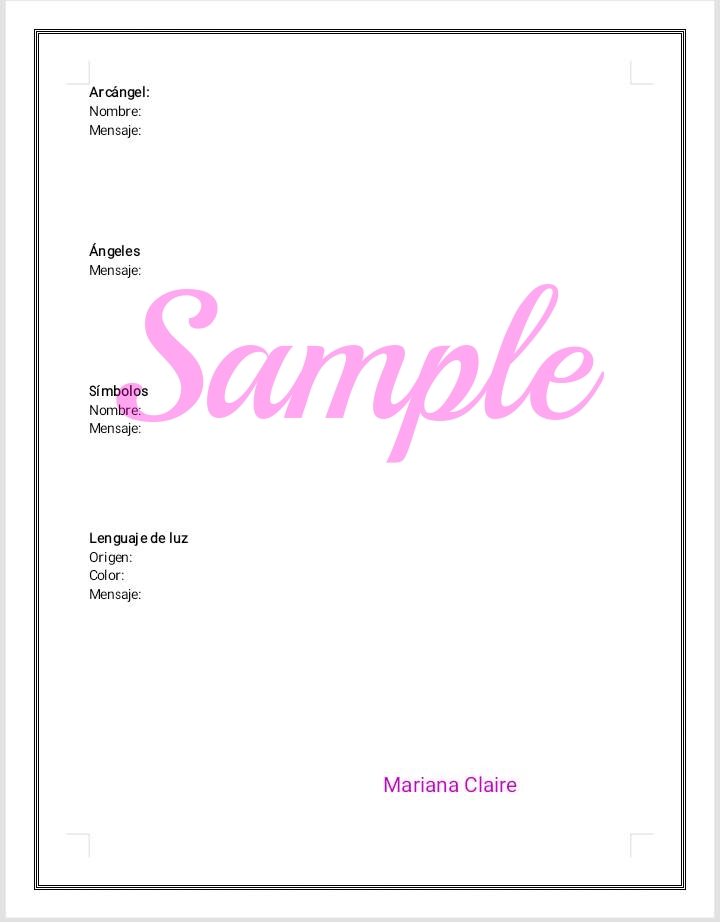 Arcángel:
Nombre:
Mensaje:
Ángeles
Mensaje:
Sample
Símbolos
Nombre:
Mensaje:
Lenguaje de luz
Origen:
Color:
Mensaje:
Mariana Claire